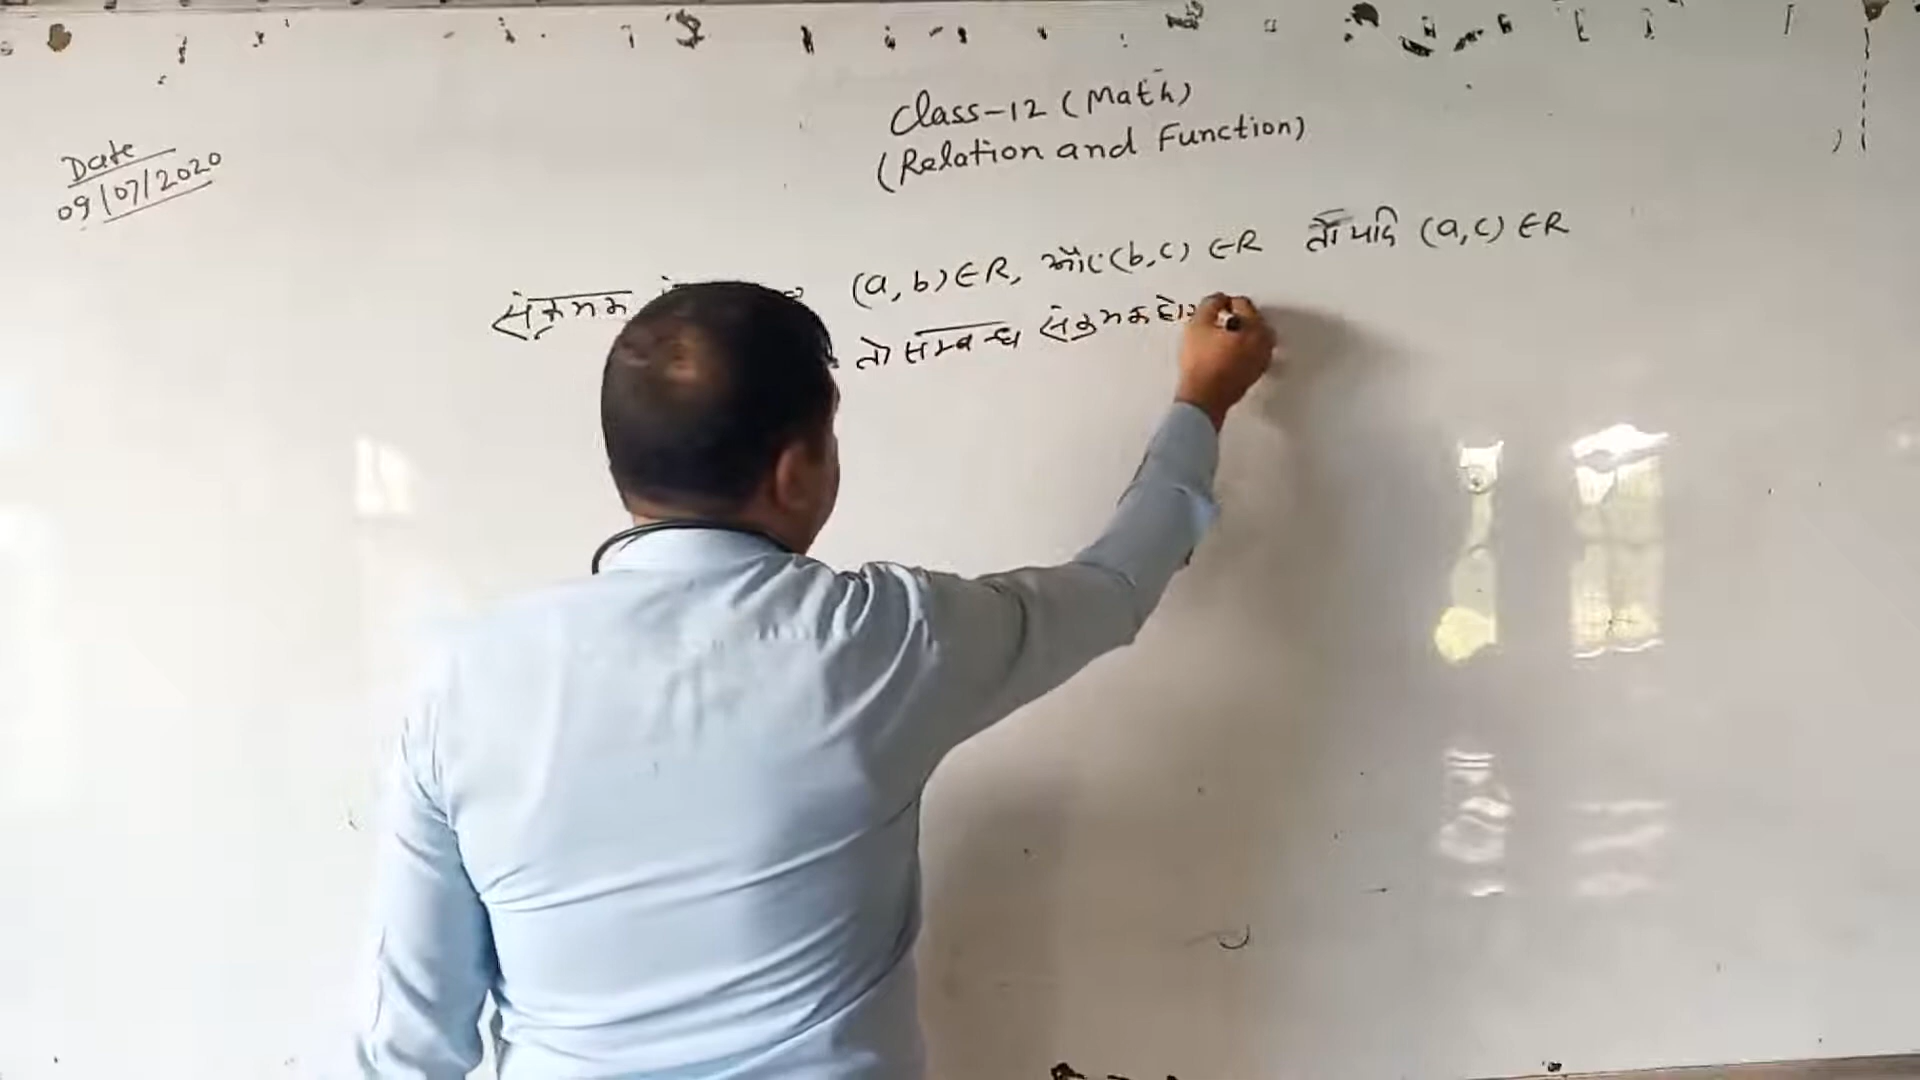 Class-12 (Math)
(Relation and Function)
Date
09/07/2020
संक्रमक (a, b) ∈ R, और (b, c) ∈ R तो यदि (a, c) ∈ R
तो सम्बन्ध संक्रमक